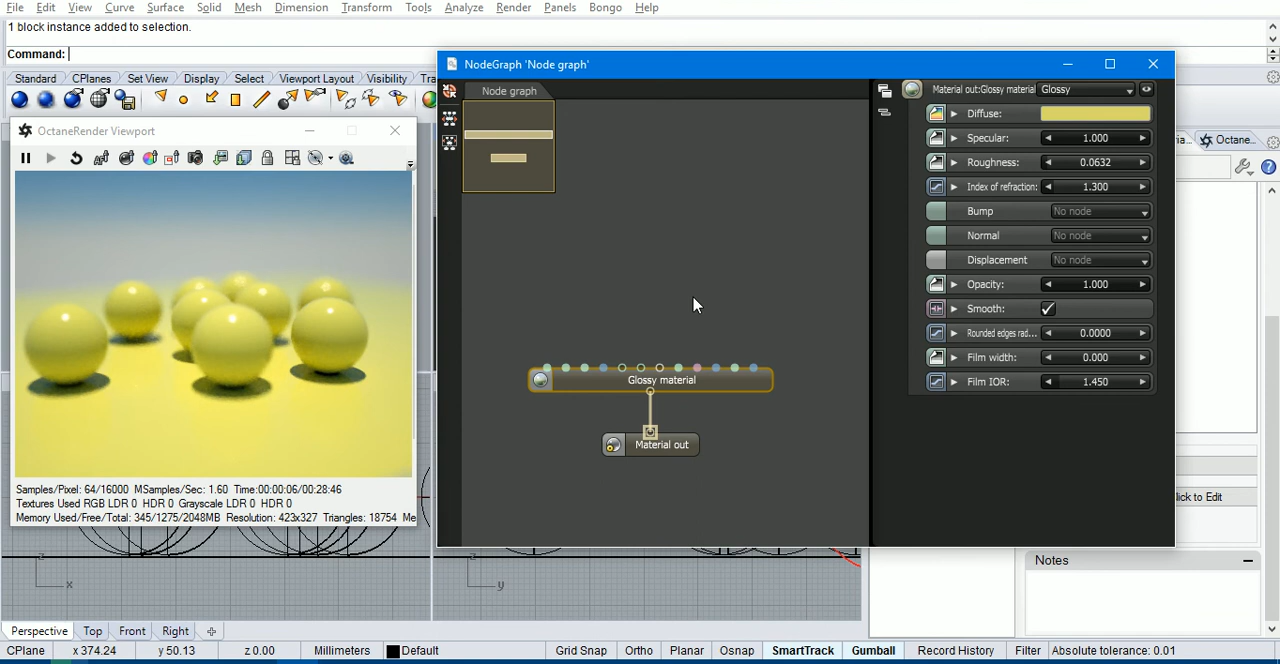 File Edit View Curve Surface Solid Mesh Dimension Transform Tools Analyze Render Panels Bongo Help
1 block instance added to selection.
Command:
Standard CPlanes Set View Display Select Viewport Layout Visibility Tra
NodeGraph 'Node graph'
Node graph
OctaneRender Viewport
Material out:Glossy material Glossy
Diffuse:
Specular: 1.000
Roughness: 0.0632
Index of refraction: 1.300
Bump No node
Normal No node
Displacement No node
Opacity: 1.000
Smooth:
Rounded edges rad... 0.0000
Film width: 0.000
Film IOR: 1.450
Octane...
Glossy material
Material out
Samples/Pixel: 64/16000 MSamples/Sec: 1.60 Time:00:00:06/00:28:46
Textures Used RGB LDR 0 HDR 0 Grayscale LDR 0 HDR 0
Memory Used/Free/Total: 345/1275/2048MB Resolution: 423x327 Triangles: 18754 Me
lick to Edit
Notes
z x
z y
Perspective Top Front Right
CPlane x 374.24 y 50.13 z 0.00 Millimeters Default Grid Snap Ortho Planar Osnap SmartTrack Gumball Record History Filter Absolute tolerance: 0.01